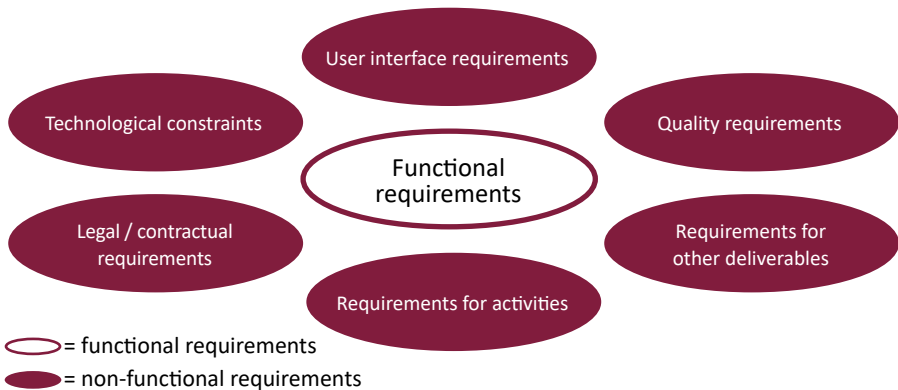 User interface requirements
Technological constraints
Quality requirements
Functional
requirements
Legal / contractual
requirements
Requirements for
other deliverables
Requirements for activities
= functional requirements
= non-functional requirements